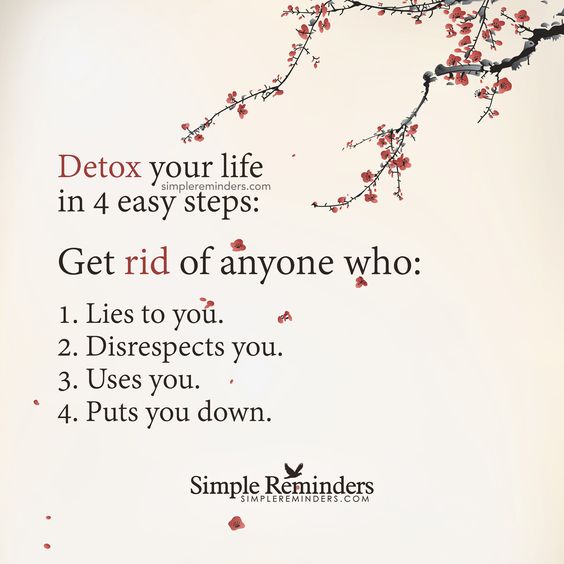 Detox your life
simplereminders.com
in 4 easy steps:
Get rid of anyone who:
1. Lies to you.
2. Disrespects you.
3. Uses you.
4. Puts you down.
Simple Reminders
SIMPLEREMINDERS.COM